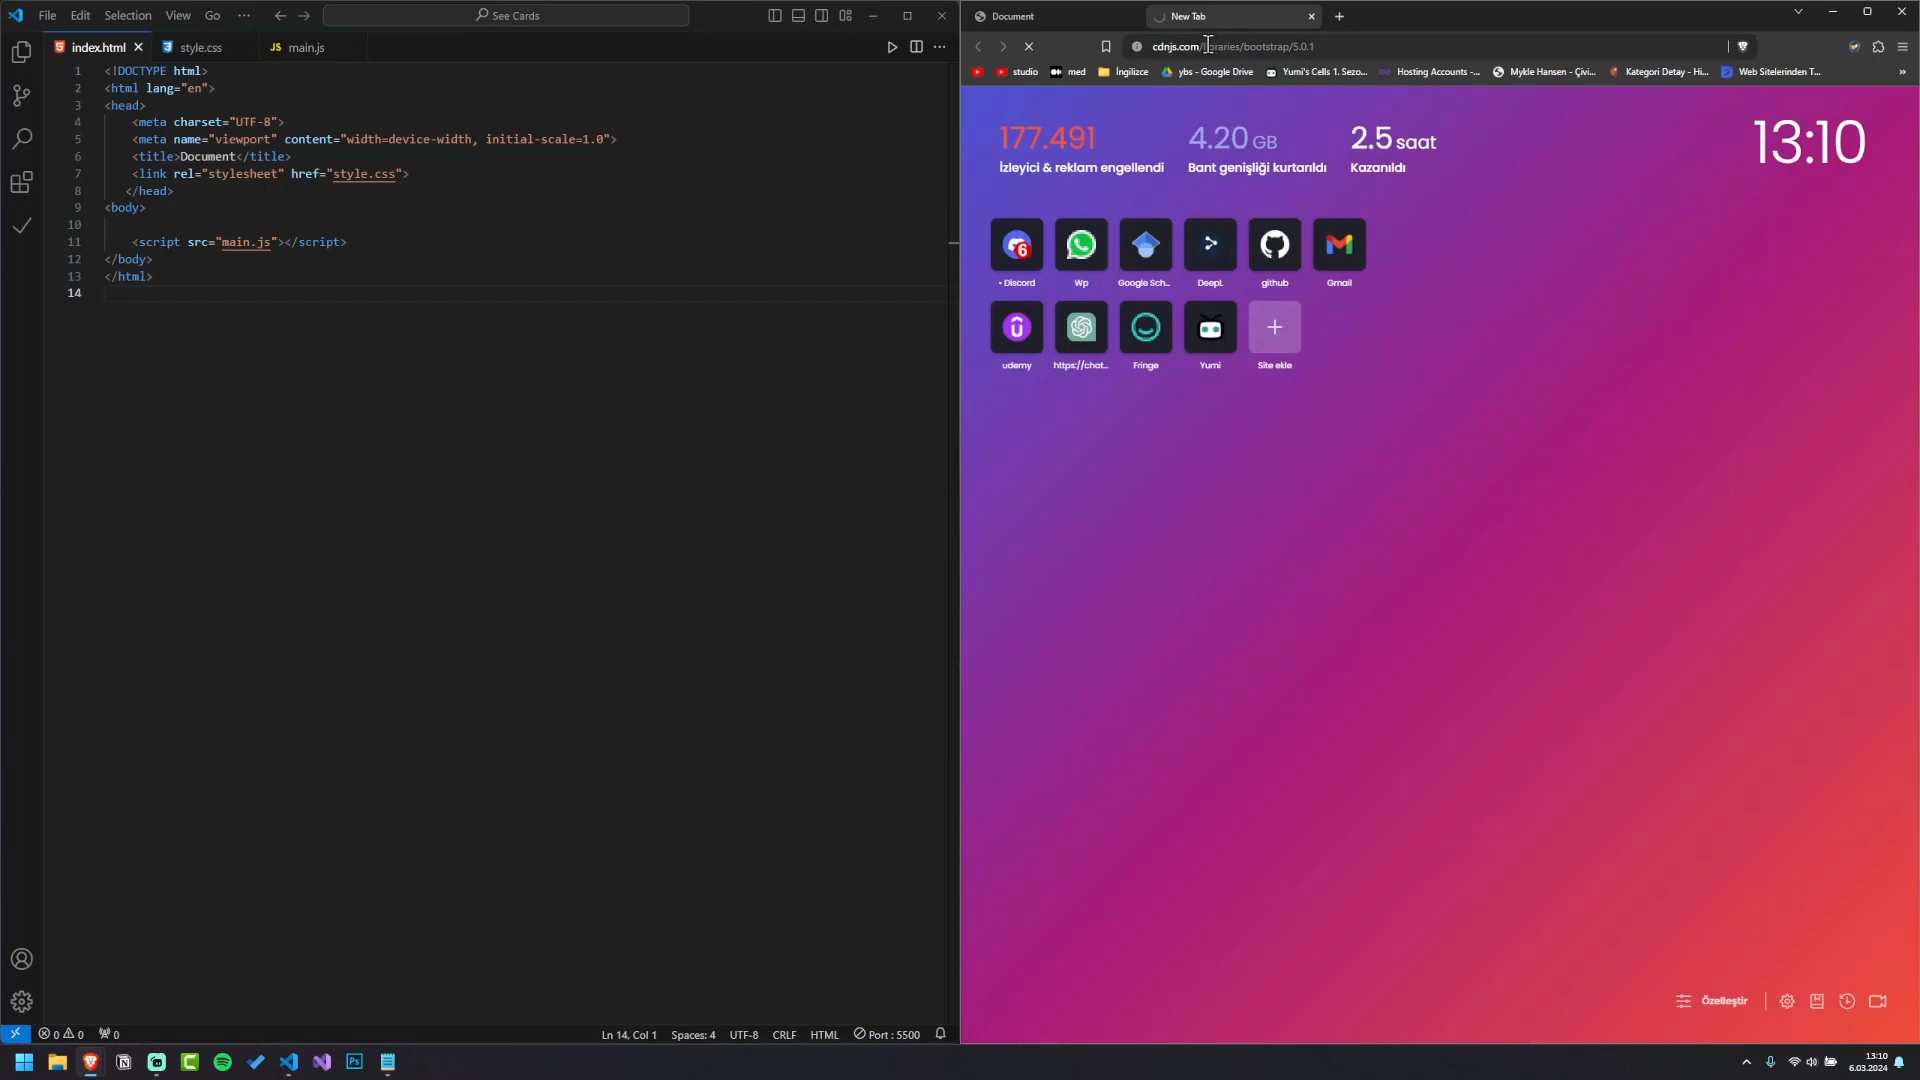 File Edit Selection View Go ··· See Cards
index.html style.css JS main.js
1 <!DOCTYPE html>
2 <html lang="en">
3 <head>
4 <meta charset="UTF-8">
5 <meta name="viewport" content="width=device-width, initial-scale=1.0">
6 <title>Document</title>
7 <link rel="stylesheet" href="style.css">
8 </head>
9 <body>
10
11 <script src="main.js"></script>
12 </body>
13 </html>
14
0 0 0 Ln 14, Col 1 Spaces: 4 UTF-8 CRLF HTML Port : 5500
Document New Tab
cdnjs.com/libraries/bootstrap/5.0.1
studio med İngilizce ybs - Google Drive Yumi's Cells 1. Sezo... Hosting Accounts -... Mykle Hansen - Çivi... Kategori Detay - Hi... Web Sitelerinden T... »
177.491 4.20 GB 2.5 saat 13:10
İzleyici & reklam engellendi Bant genişliği kurtarıldı Kazanıldı
6
• Discord Wp Google Sch... DeepL github Gmail
udemy https://chat... Fringe Yumi Site ekle
Özelleştir
Ps
13:10
6.03.2024